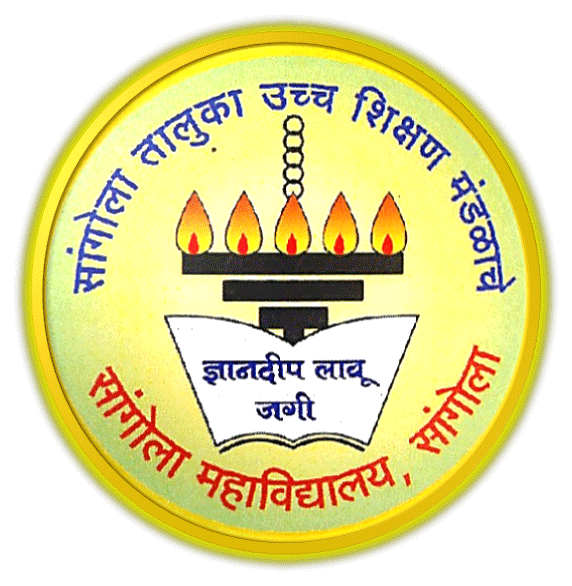 सांगोला तालुका उच्च शिक्षण मंडळाचे
ज्ञानदीप लावू
जगी
सांगोला महाविद्यालय, सांगोला